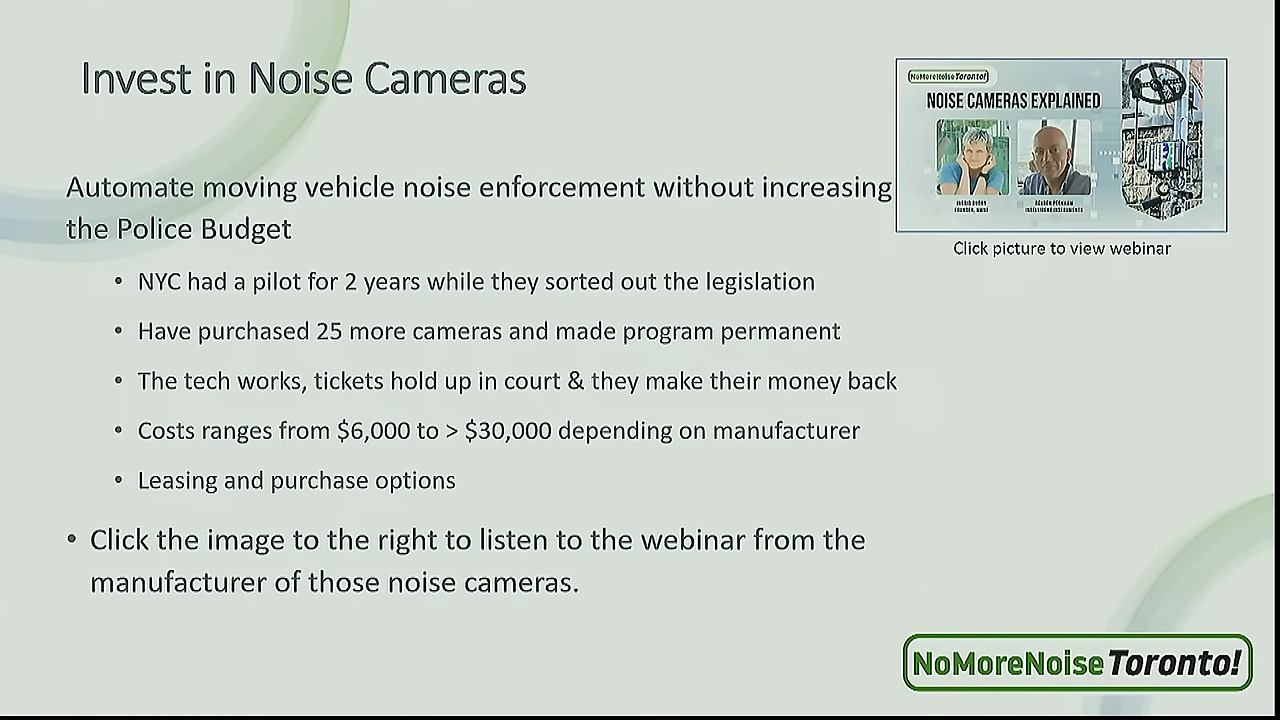 Invest in Noise Cameras
NoMoreNoiseToronto!
NOISE CAMERAS EXPLAINED
FOUNDER, NMNT
INTELLIGENT INSTRUMENTS
Click picture to view webinar
Automate moving vehicle noise enforcement without increasing
the Police Budget
• NYC had a pilot for 2 years while they sorted out the legislation
• Have purchased 25 more cameras and made program permanent
• The tech works, tickets hold up in court & they make their money back
• Costs ranges from $6,000 to > $30,000 depending on manufacturer
• Leasing and purchase options
• Click the image to the right to listen to the webinar from the
manufacturer of those noise cameras.
NoMoreNoiseToronto!